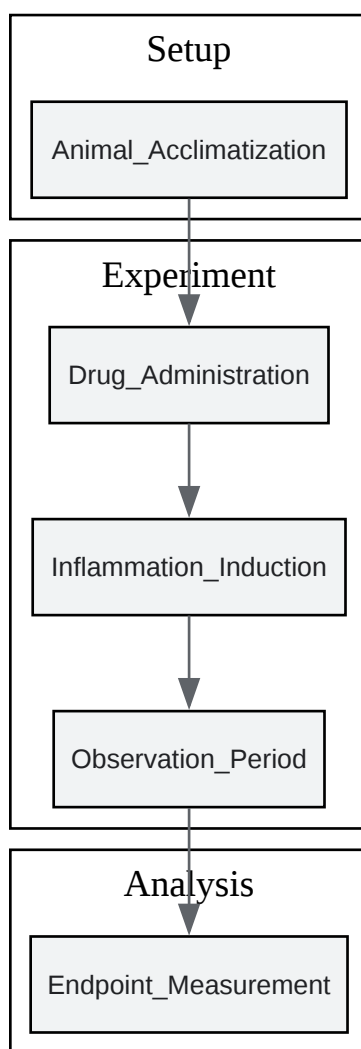 Setup
Animal_Acclimatization
Experiment
Drug_Administration
Inflammation_Induction
Observation_Period
Analysis
Endpoint_Measurement